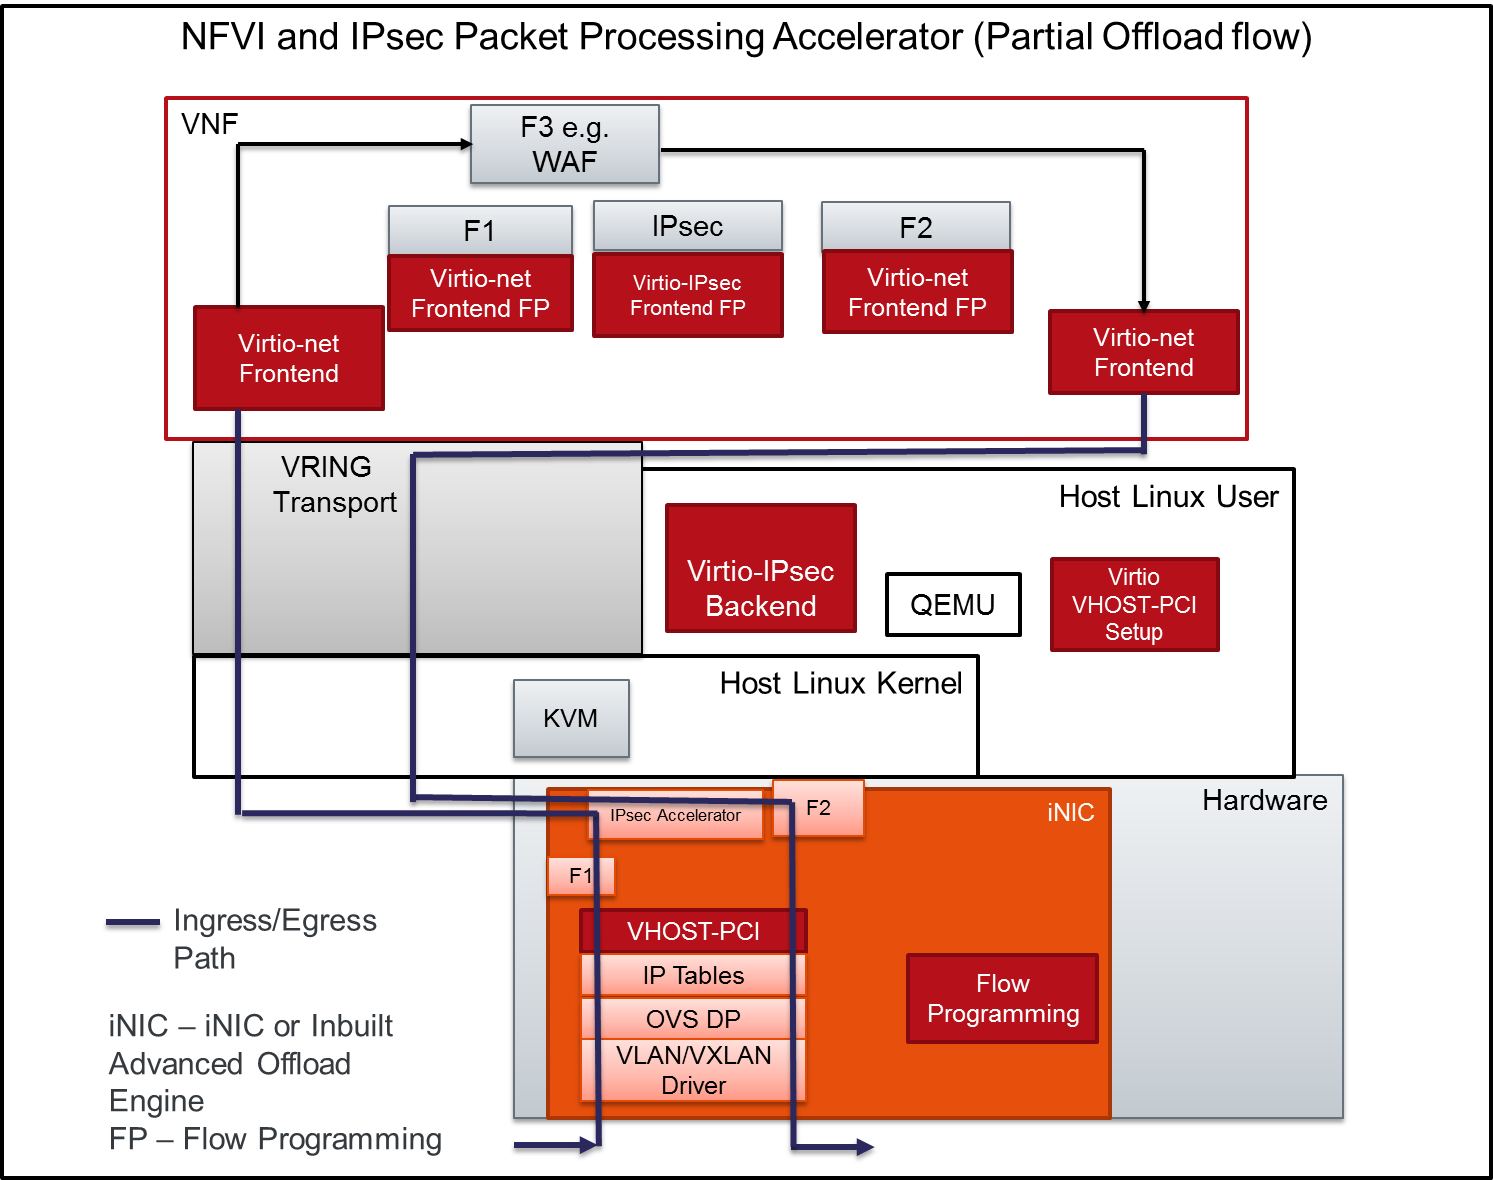 NFVI and IPsec Packet Processing Accelerator (Partial Offload flow)
VNF
F3 e.g.
WAF
F1
Virtio-net
Frontend FP
IPsec
Virtio-IPsec
Frontend FP
F2
Virtio-net
Frontend FP
Virtio-net
Frontend
Virtio-net
Frontend
VRING
Transport
Host Linux User
Virtio-IPsec
Backend
QEMU
Virtio
VHOST-PCI
Setup
Host Linux Kernel
KVM
Hardware
iNIC
IPsec Accelerator
F2
F1
VHOST-PCI
IP Tables
OVS DP
VLAN/VXLAN
Driver
Flow
Programming
Ingress/Egress
Path
iNIC – iNIC or Inbuilt
Advanced Offload
Engine
FP – Flow Programming